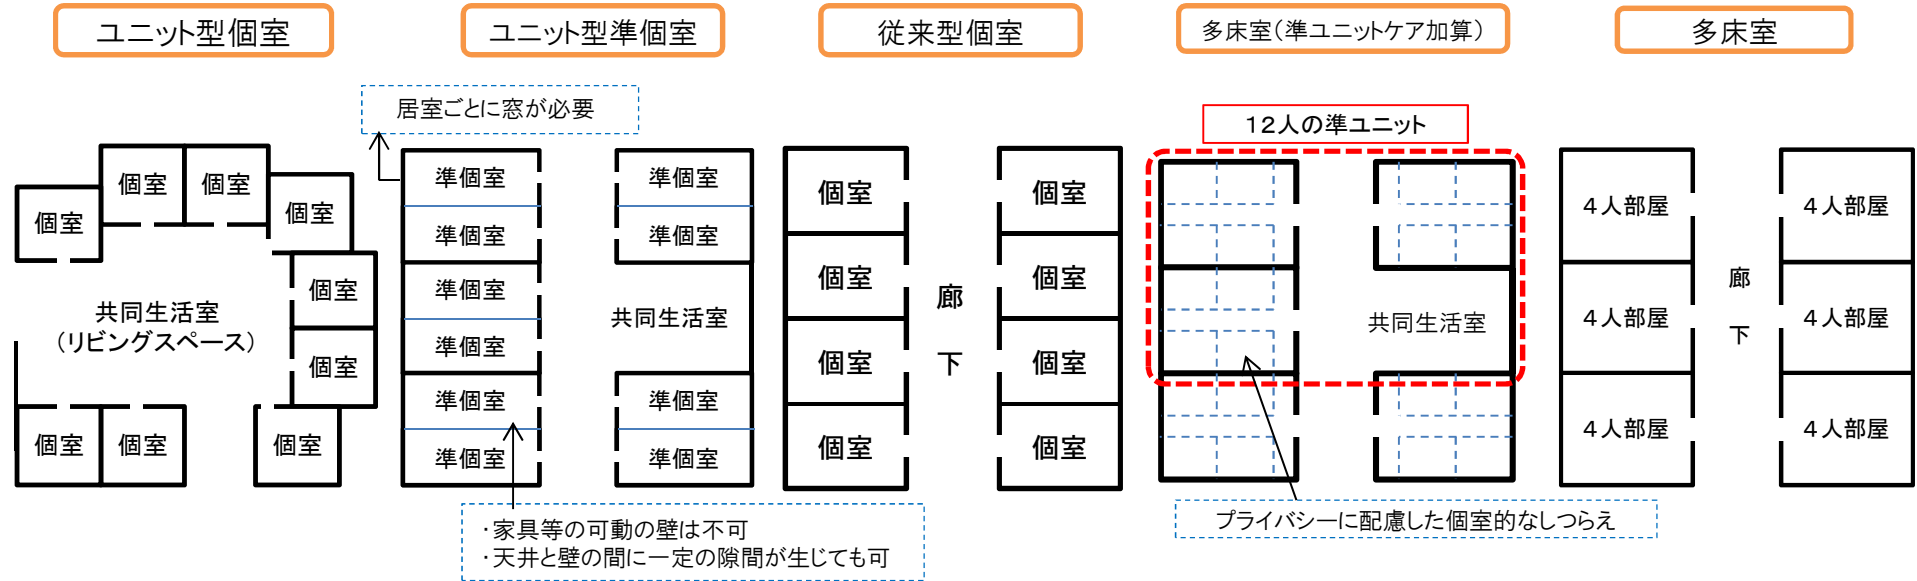 ユニット型個室
ユニット型準個室
従来型個室
多床室(準ユニットケア加算)
多床室
個室
個室
個室
個室
個室
個室
個室
個室
個室
共同生活室
(リビングスペース)
居室ごとに窓が必要
準個室
準個室
準個室
準個室
準個室
準個室
準個室
準個室
共同生活室
準個室
準個室
・家具等の可動の壁は不可
・天井と壁の間に一定の隙間が生じても可
個室
個室
個室
個室
廊
下
個室
個室
個室
個室
12人の準ユニット
共同生活室
プライバシーに配慮した個室的なしつらえ
4人部屋
4人部屋
4人部屋
廊
下
4人部屋
4人部屋
4人部屋